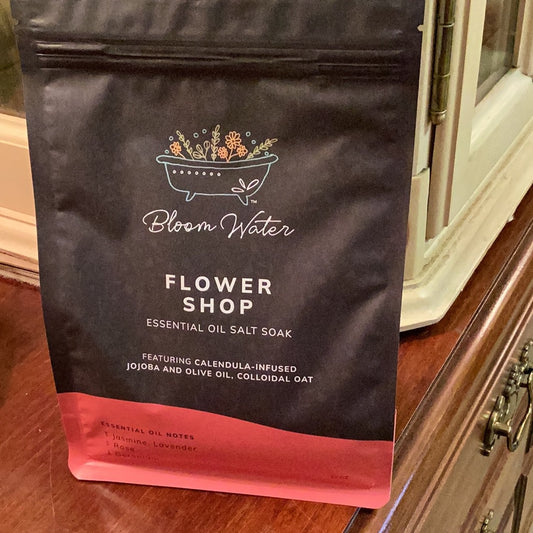 TM
Bloom Water
FLOWER
SHOP
ESSENTIAL OIL SALT SOAK
FEATURING CALENDULA-INFUSED
JOJOBA AND OLIVE OIL, COLLOIDAL OAT
ESSENTIAL OIL NOTES
Jasmine, Lavender
Rose